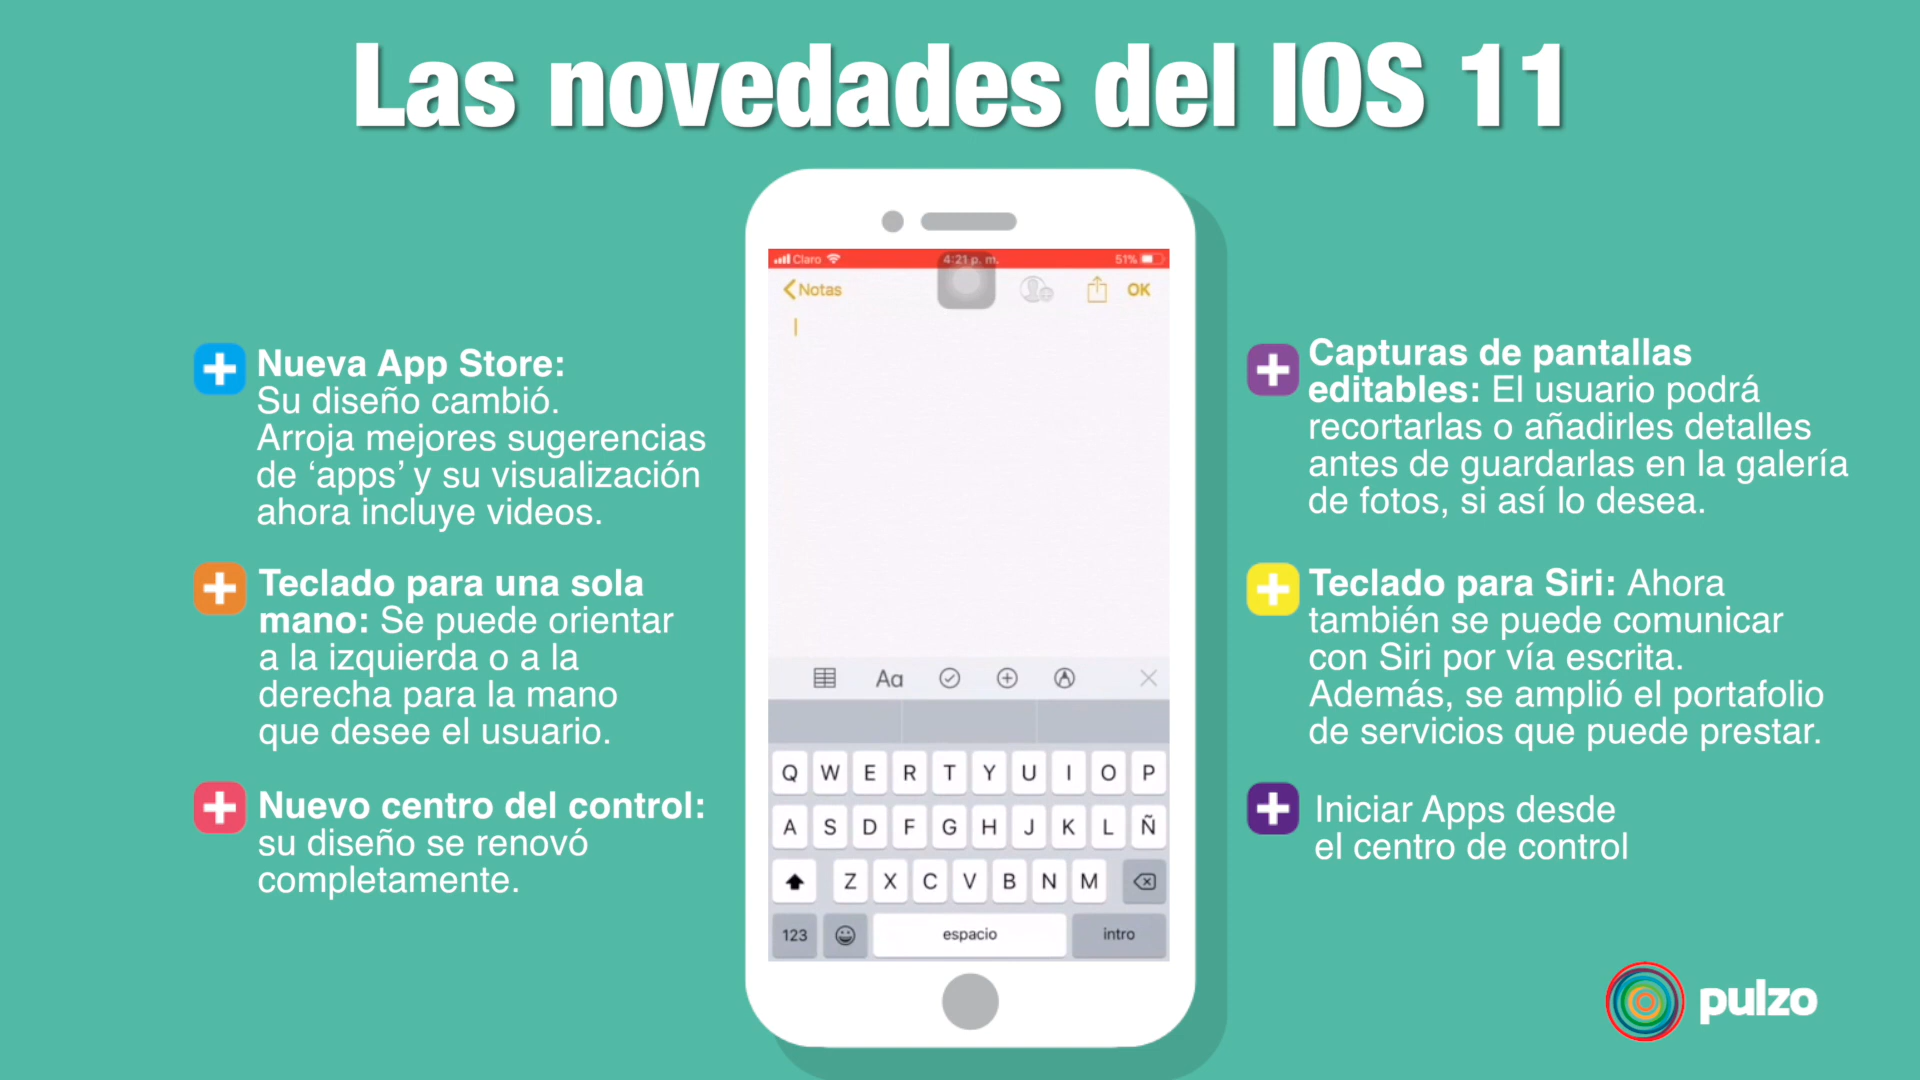 Las novedades del IOS 11
Nueva App Store:
Su diseño cambió.
Arroja mejores sugerencias
de ‘apps’ y su visualización
ahora incluye videos.
Teclado para una sola
mano: Se puede orientar
a la izquierda o a la
derecha para la mano
que desee el usuario.
Nuevo centro del control:
su diseño se renovó
completamente.
Claro 4:21 p. m. 51%
Notas OK
Aa
Q W E R T Y U I O P
A S D F G H J K L Ñ
Z X C V B N M
123 espacio intro
Capturas de pantallas
editables: El usuario podrá
recortarlas o añadirles detalles
antes de guardarlas en la galería
de fotos, si así lo desea.
Teclado para Siri: Ahora
también se puede comunicar
con Siri por vía escrita.
Además, se amplió el portafolio
de servicios que puede prestar.
Iniciar Apps desde
el centro de control
pulzo